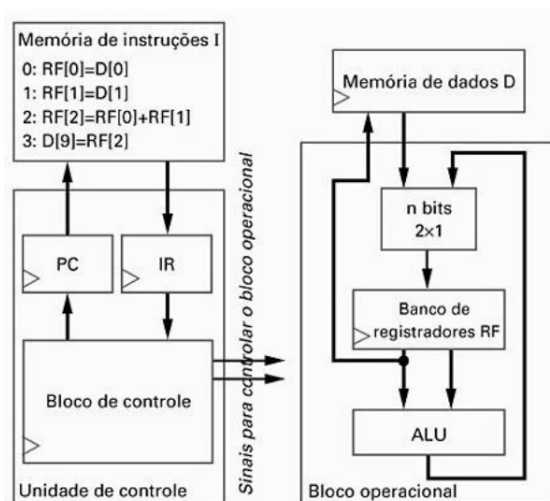 Memória de instruções I
0: RF[0]=D[0]
1: RF[1]=D[1]
2: RF[2]=RF[0]+RF[1]
3: D[9]=RF[2]
PC
IR
Bloco de controle
Unidade de controle
Sinais para controlar o bloco operacional
Memória de dados D
n bits
2×1
Banco de
registradores RF
ALU
Bloco operacional